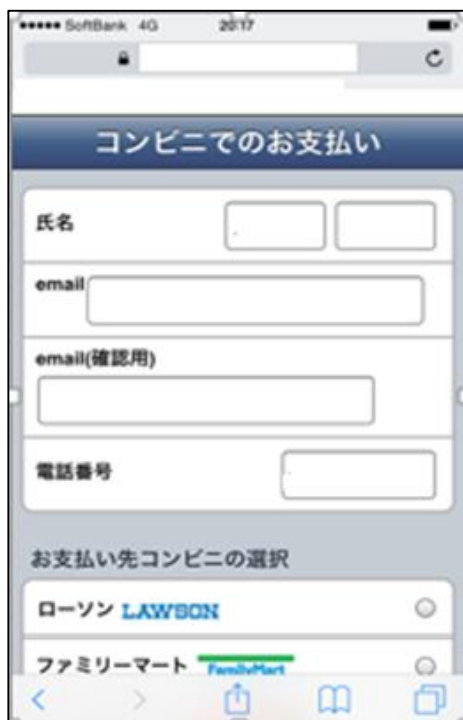 SoftBank 4G 20:17
コンビニでのお支払い
氏名
email
email(確認用)
電話番号
お支払い先コンビニの選択
ローソン LAWSON
ファミリーマート FamilyMart